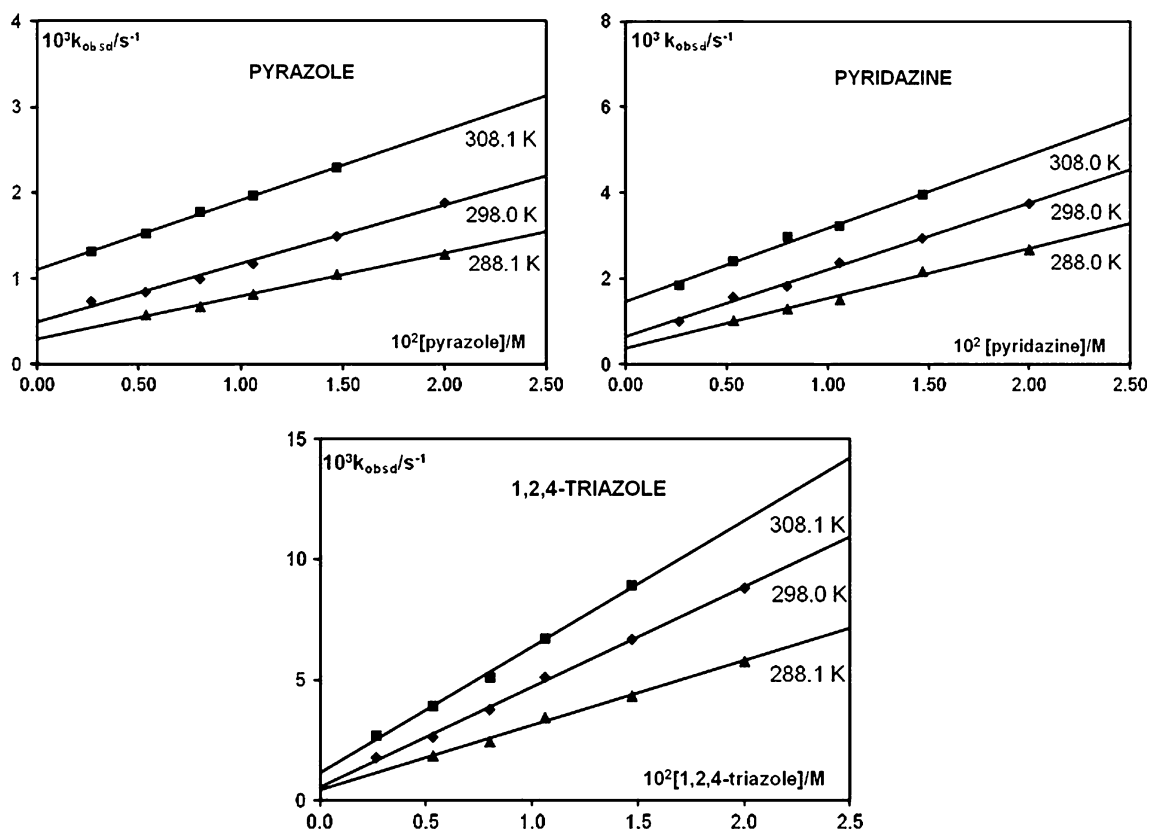 4
10³k_obsd/s⁻¹
PYRAZOLE
3
308.1 K
2
298.0 K
1
288.1 K
10²[pyrazole]/M
0
0.00 0.50 1.00 1.50 2.00 2.50
8
10³ k_obsd/s⁻¹
PYRIDAZINE
6
308.0 K
4
298.0 K
288.0 K
2
10² [pyridazine]/M
0
0.00 0.50 1.00 1.50 2.00 2.50
15
10³k_obsd/s⁻¹
1,2,4-TRIAZOLE
308.1 K
10
298.0 K
5
288.1 K
10²[1,2,4-triazole]/M
0
0.0 0.5 1.0 1.5 2.0 2.5